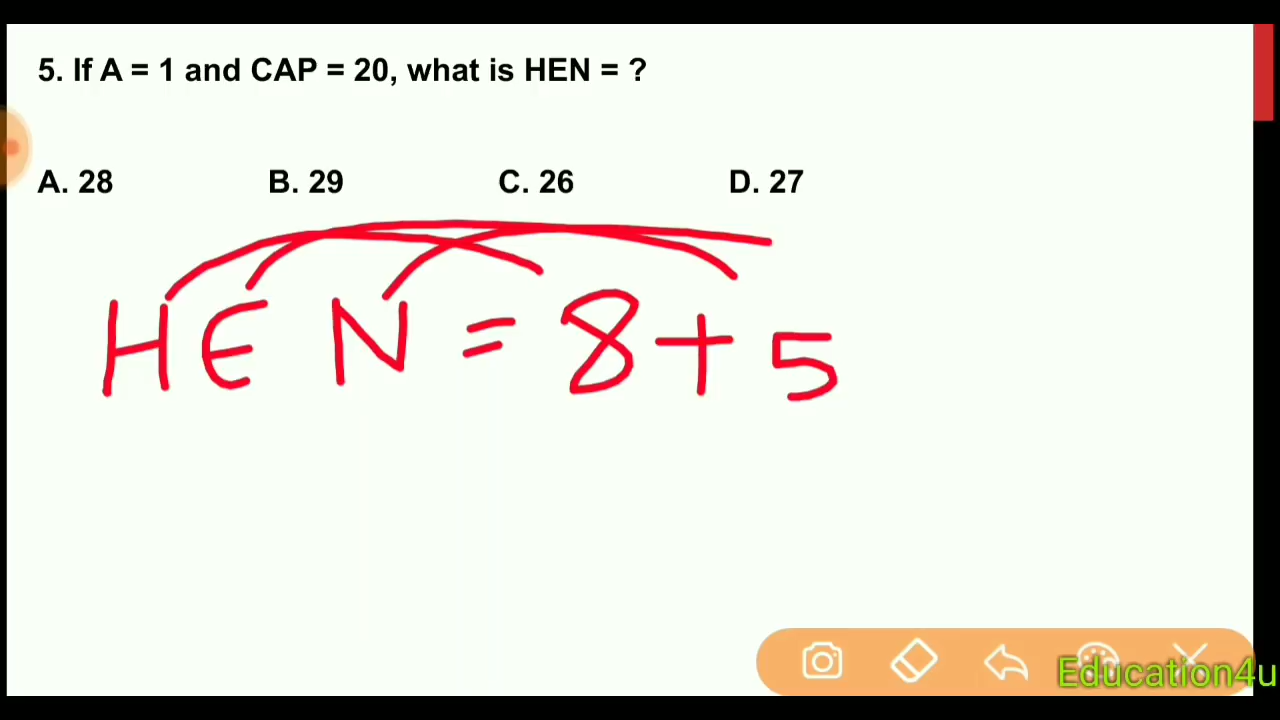 5. If A = 1 and CAP = 20, what is HEN = ?
A. 28 B. 29 C. 26 D. 27
HEN = 8 + 5
Education4u